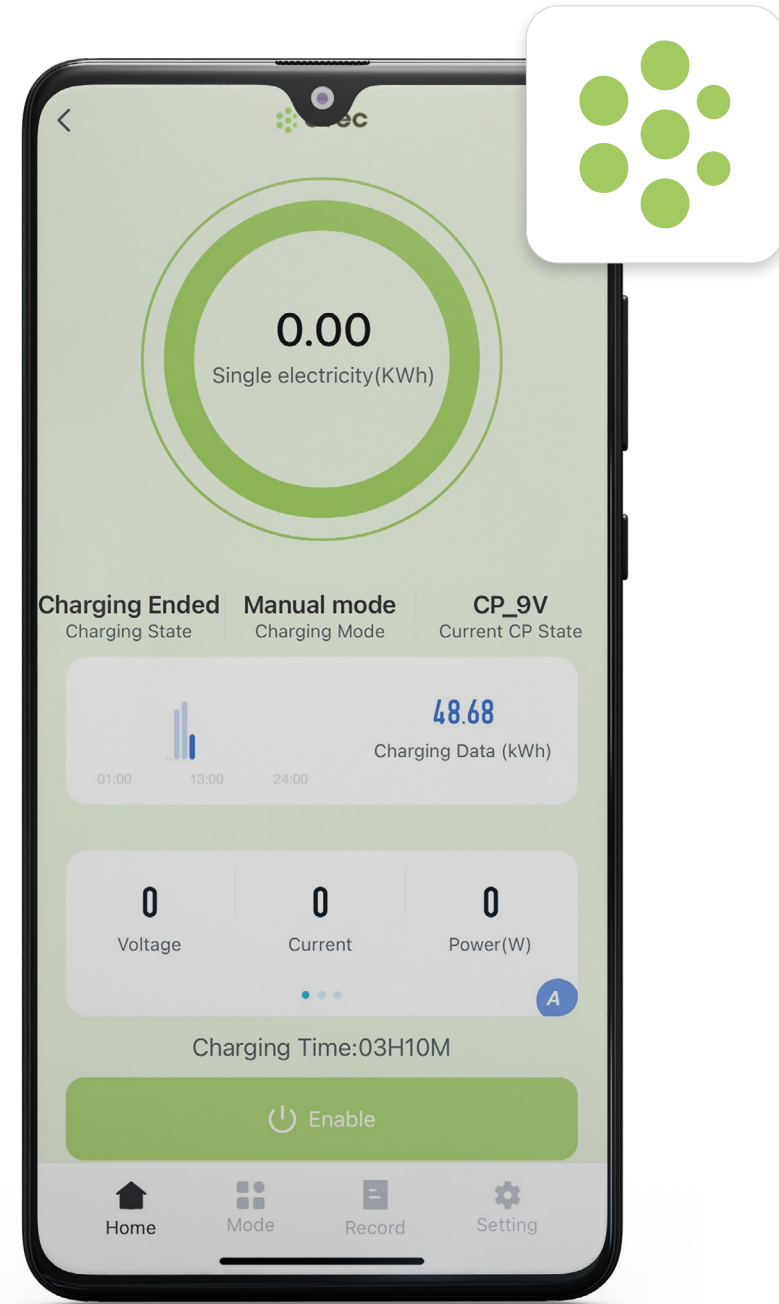 0.00
Single electricity(KWh)
Charging Ended Manual mode CP_9V
Charging State Charging Mode Current CP State
48.68
Charging Data (kWh)
01:00 13:00 24:00
0 0 0
Voltage Current Power(W)
A
Charging Time:03H10M
Enable
Home Mode Record Setting